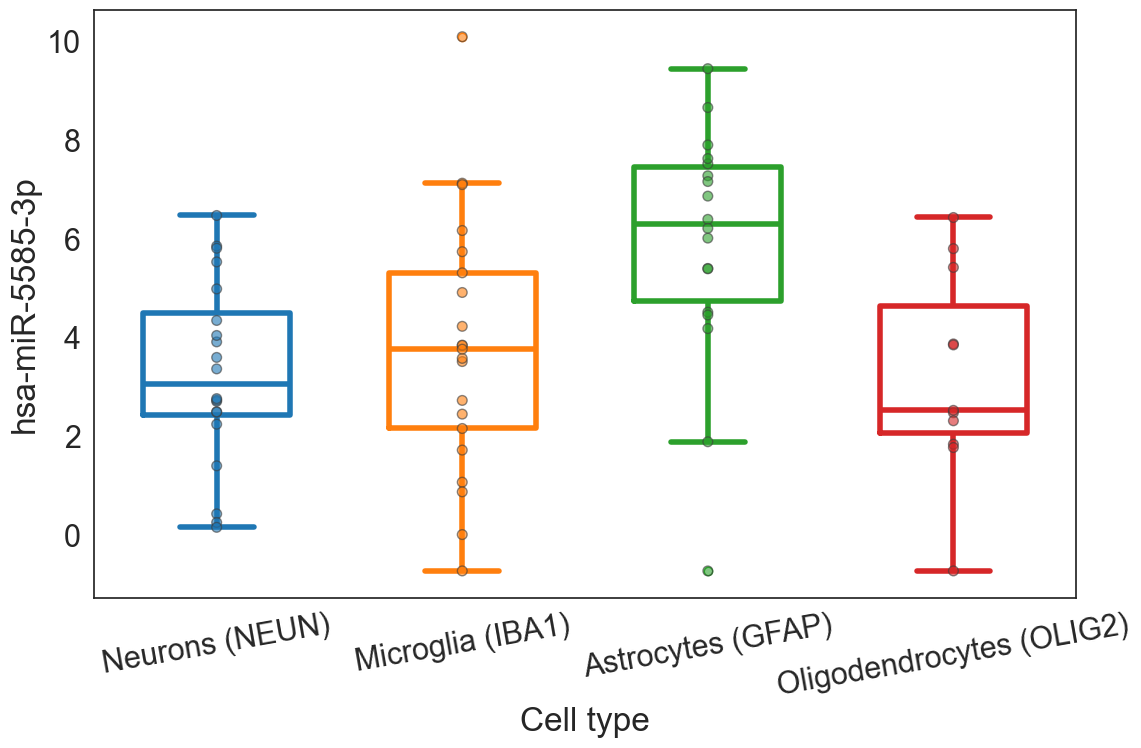 hsa-miR-5585-3p
10
8
6
4
2
0
Neurons (NEUN)
Microglia (IBA1)
Astrocytes (GFAP)
Oligodendrocytes (OLIG2)
Cell type